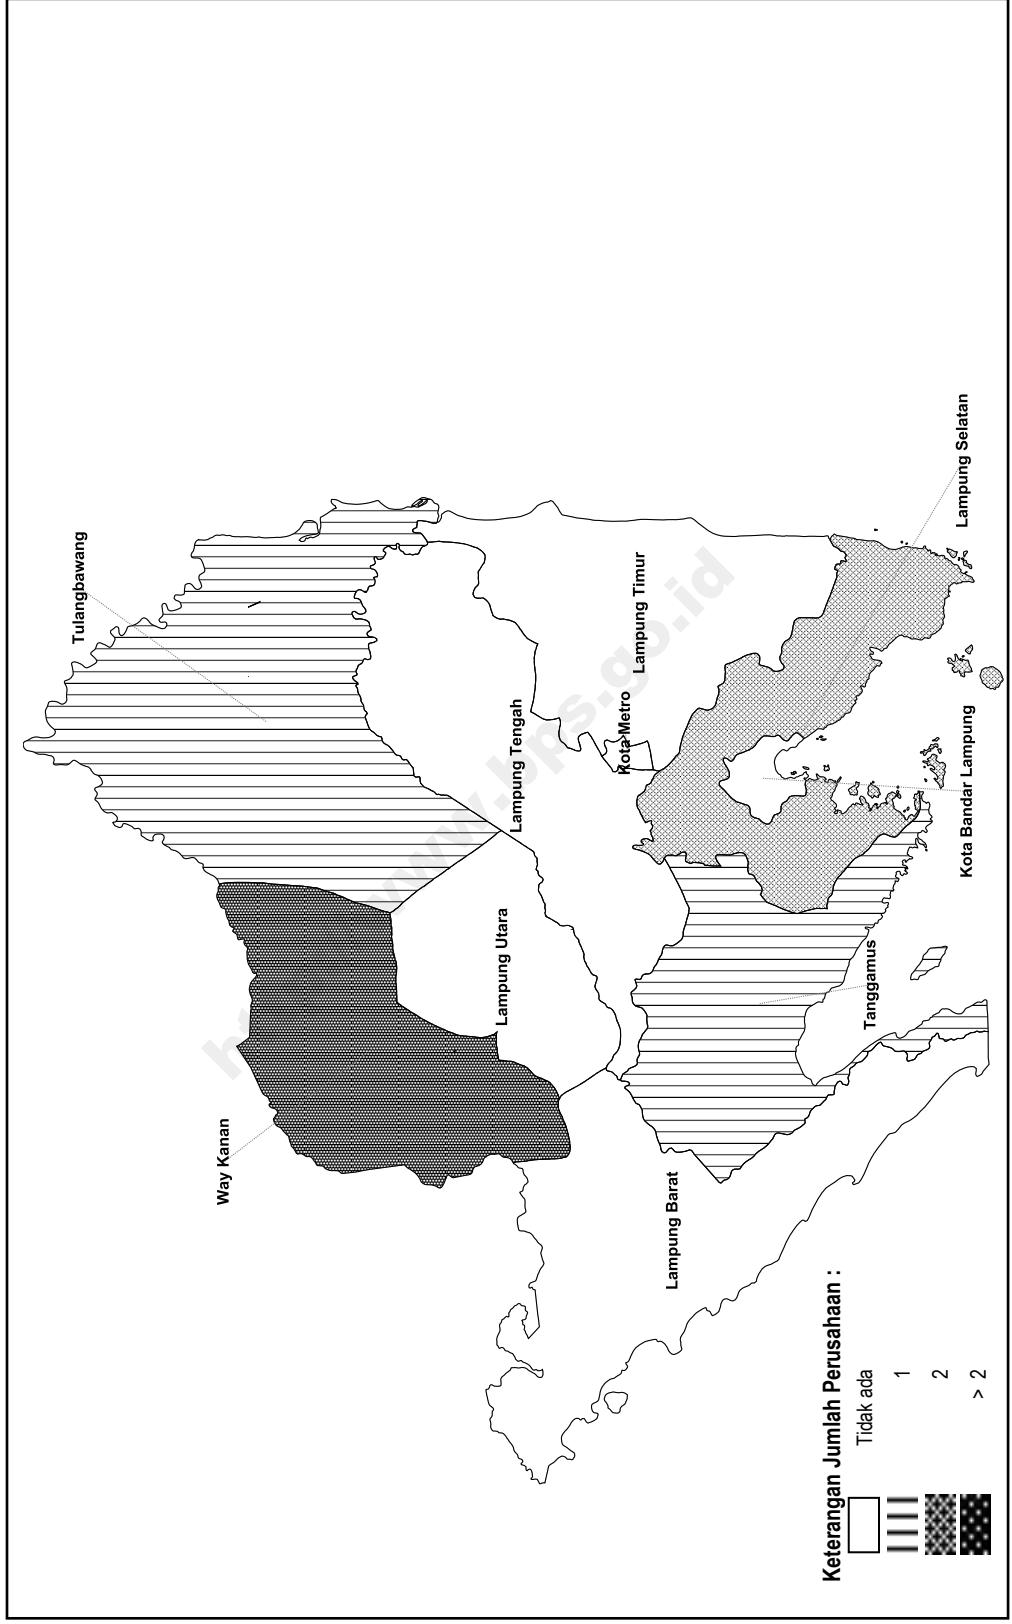 Tulangbawang
Way Kanan
Lampung Utara
Lampung Tengah
Lampung Timur
Kota Metro
Lampung Barat
Tanggamus
Kota Bandar Lampung
Lampung Selatan
Keterangan Jumlah Perusahaan :
Tidak ada
1
2
> 2
www.bps.go.id